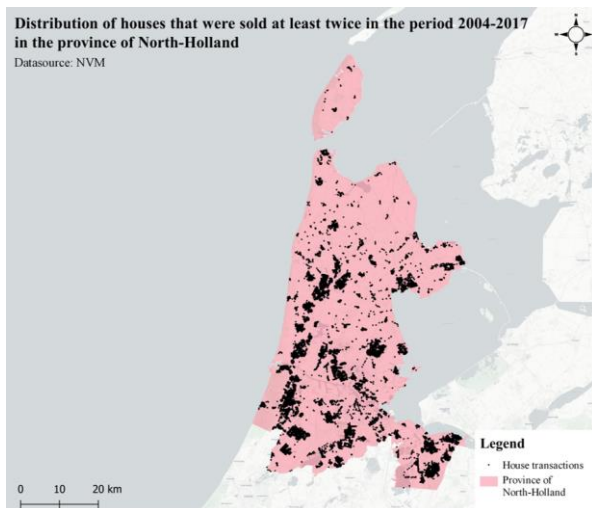 Distribution of houses that were sold at least twice in the period 2004-2017
in the province of North-Holland
Datasource: NVM
Legend
House transactions
Province of
North-Holland
0 10 20 km